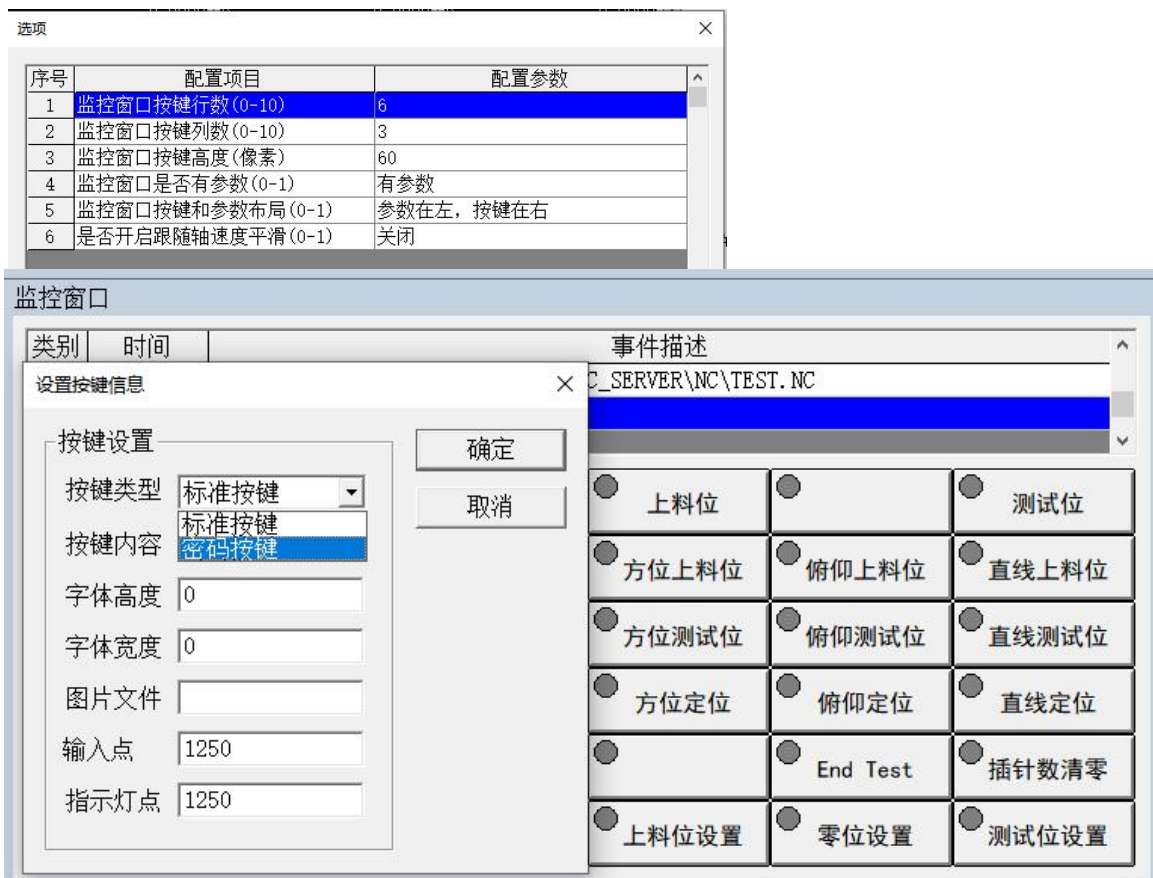 选项
序号 配置项目 配置参数
1 监控窗口按键行数(0-10) 6
2 监控窗口按键列数(0-10) 3
3 监控窗口按键高度(像素) 60
4 监控窗口是否有参数(0-1) 有参数
5 监控窗口按键和参数布局(0-1) 参数在左，按键在右
6 是否开启跟随轴速度平滑(0-1) 关闭
监控窗口
类别 时间 事件描述
C_SERVER\NC\TEST.NC
设置按键信息
按键设置
确定
取消
按键类型 标准按键
标准按键
按键内容 密码按键
字体高度 0
字体宽度 0
图片文件
输入点 1250
指示灯点 1250
上料位 测试位
方位上料位 俯仰上料位 直线上料位
方位测试位 俯仰测试位 直线测试位
方位定位 俯仰定位 直线定位
End Test 插针数清零
上料位设置 零位设置 测试位设置